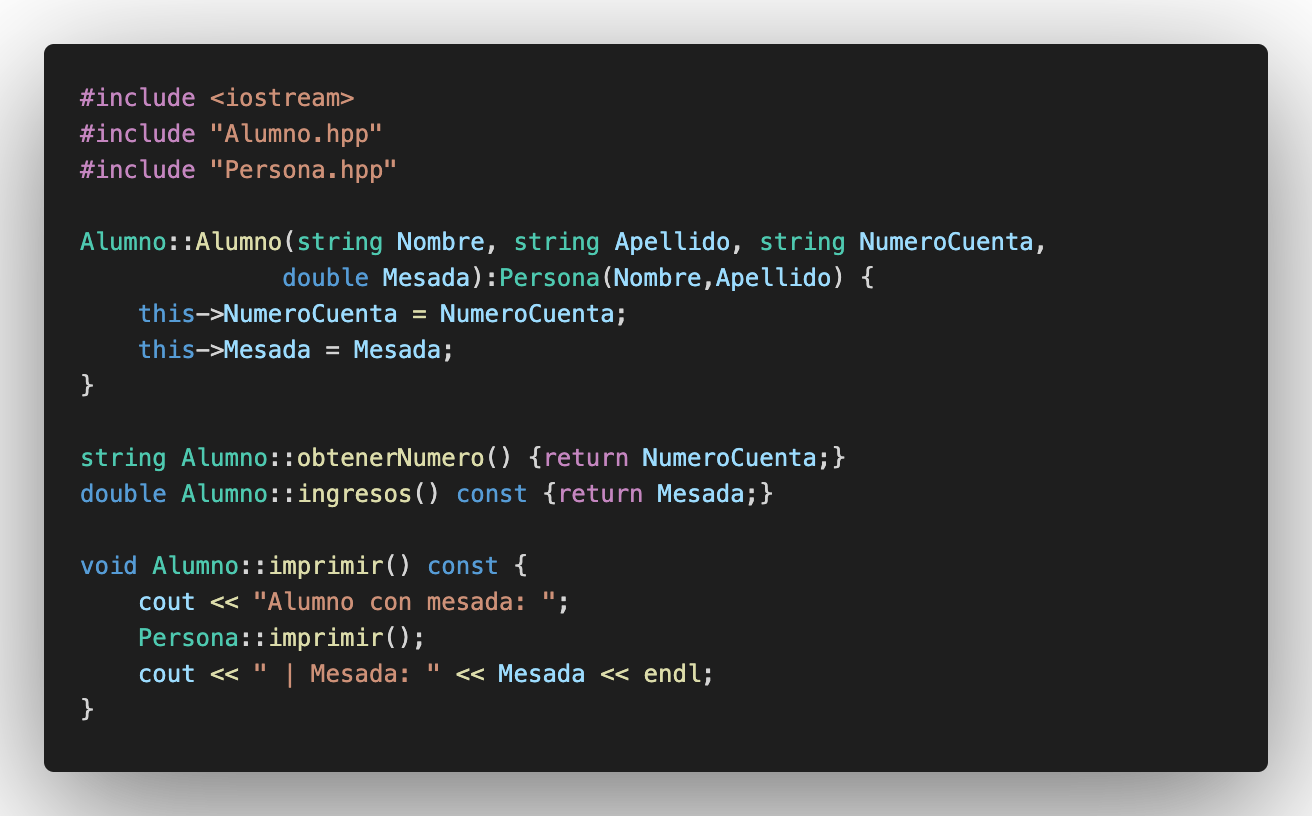 #include <iostream>
#include "Alumno.hpp"
#include "Persona.hpp"

Alumno::Alumno(string Nombre, string Apellido, string NumeroCuenta,
              double Mesada):Persona(Nombre,Apellido) {
    this->NumeroCuenta = NumeroCuenta;
    this->Mesada = Mesada;
}

string Alumno::obtenerNumero() {return NumeroCuenta;}
double Alumno::ingresos() const {return Mesada;}

void Alumno::imprimir() const {
    cout << "Alumno con mesada: ";
    Persona::imprimir();
    cout << " | Mesada: " << Mesada << endl;
}